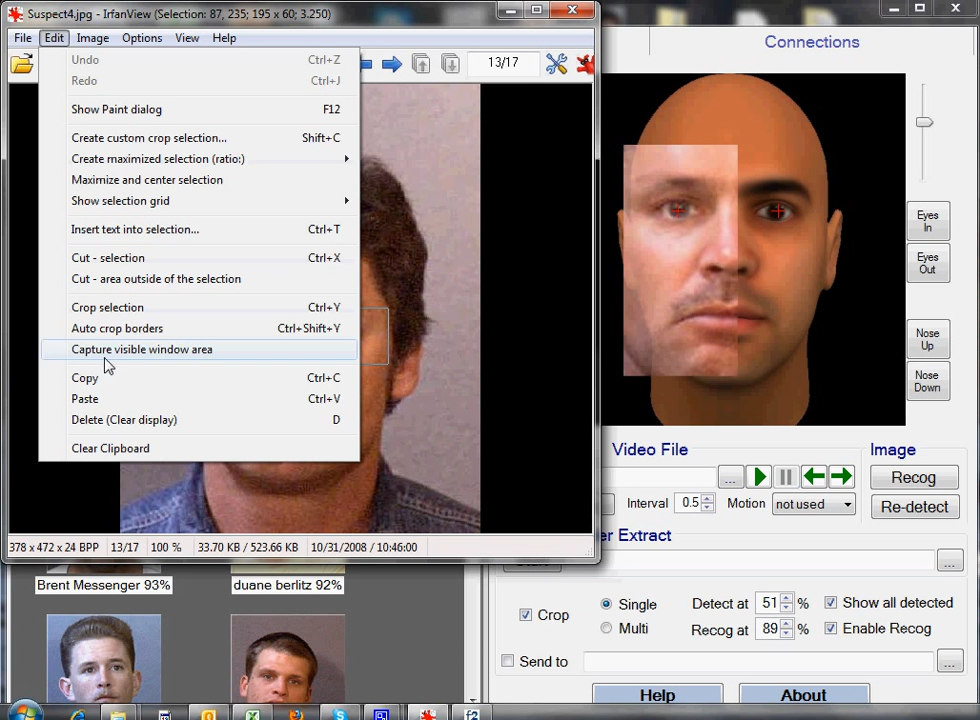 Suspect4.jpg - IrfanView (Selection: 87, 235; 195 x 60; 3.250)
File Edit Image Options View Help
13/17
Undo Ctrl+Z
Redo Ctrl+J
Show Paint dialog F12
Create custom crop selection... Shift+C
Create maximized selection (ratio:)
Maximize and center selection
Show selection grid
Insert text into selection... Ctrl+T
Cut - selection Ctrl+X
Cut - area outside of the selection
Crop selection Ctrl+Y
Auto crop borders Ctrl+Shift+Y
Capture visible window area
Copy Ctrl+C
Paste Ctrl+V
Delete (Clear display) D
Clear Clipboard
378 x 472 x 24 BPP 13/17 100 % 33.70 KB / 523.66 KB 10/31/2008 / 10:46:00
Brent Messenger 93% duane berlitz 92%
Connections
Eyes
In
Eyes
Out
Nose
Up
Nose
Down
Video File Image
... Recog
Interval 0.5 Motion not used Re-detect
er Extract
...
Crop Single Detect at 51 % Show all detected
Multi Recog at 89 % Enable Recog
Send to ...
Help About
f2